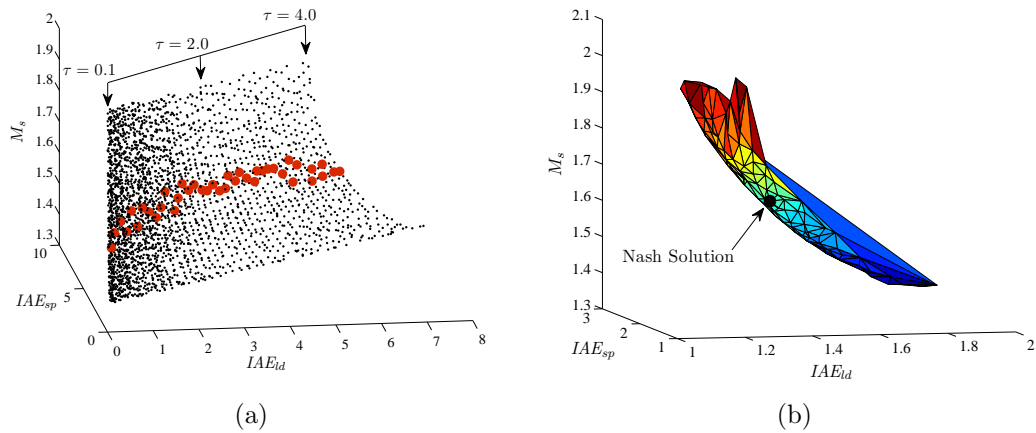 2
1.9
1.8
1.7
1.6
1.5
1.4
1.3
M_s
τ = 0.1
τ = 2.0
τ = 4.0
10
5
0
IAE_sp
0 1 2 3 4 5 6 7 8
IAE_ld
(a)
2.1
2
1.9
1.8
1.7
1.6
1.5
1.4
1.3
M_s
Nash Solution
3
2
1
IAE_sp
1 1.2 1.4 1.6 1.8 2
IAE_ld
(b)